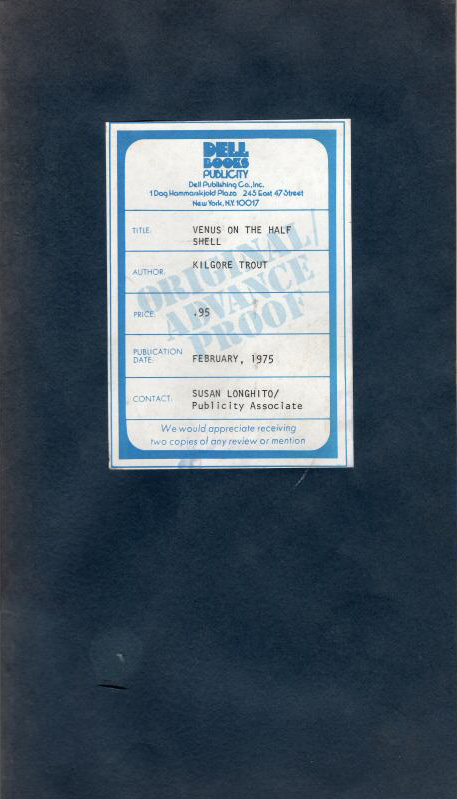 DELL
BOOKS
PUBLICITY
Dell Publishing Co., Inc.
1 Dag Hammarskjold Plaza 245 East 47 Street
New York, N.Y. 10017
TITLE: VENUS ON THE HALF
SHELL
AUTHOR: KILGORE TROUT
PRICE: .95
PUBLICATION
DATE: FEBRUARY, 1975
CONTACT: SUSAN LONGHITO/
Publicity Associate
ORIGINAL/
ADVANCE
PROOF
We would appreciate receiving
two copies of any review or mention